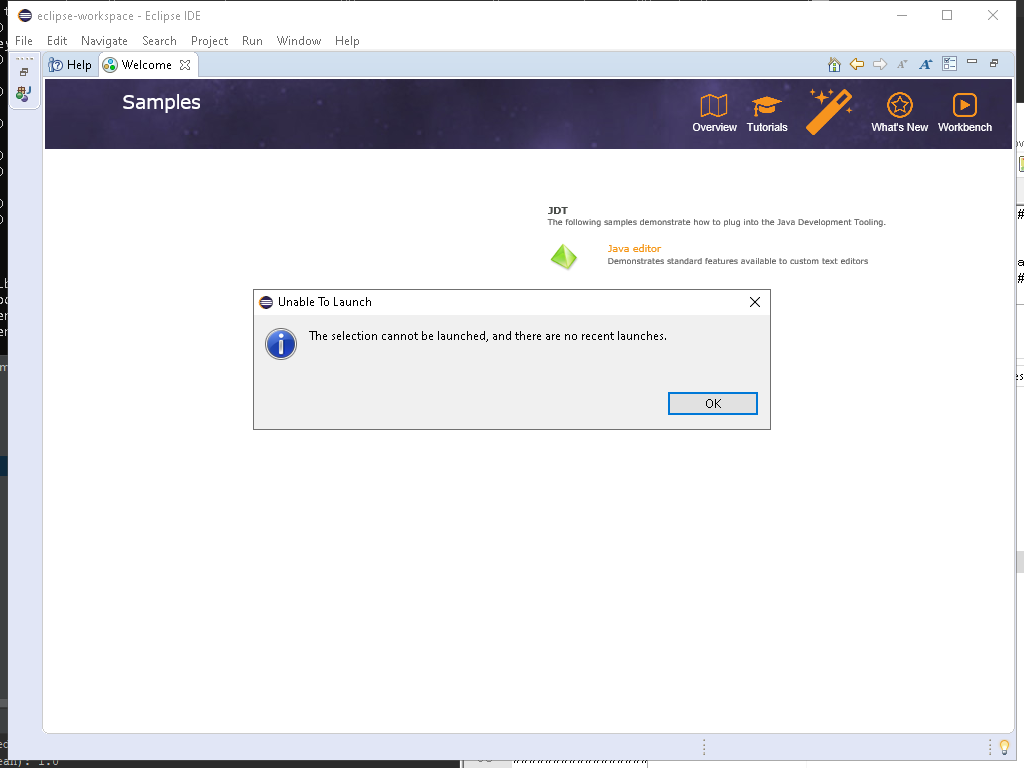 eclipse-workspace - Eclipse IDE
File Edit Navigate Search Project Run Window Help
Help Welcome
Samples
Overview Tutorials What's New Workbench
JDT
The following samples demonstrate how to plug into the Java Development Tooling.
Java editor
Demonstrates standard features available to custom text editors
Unable To Launch
The selection cannot be launched, and there are no recent launches.
OK